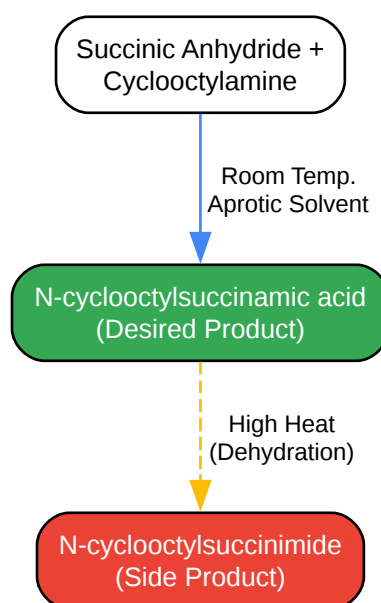 Succinic Anhydride +
Cyclooctylamine
Room Temp.
Aprotic Solvent
N-cyclooctylsuccinamic acid
(Desired Product)
High Heat
(Dehydration)
N-cyclooctylsuccinimide
(Side Product)